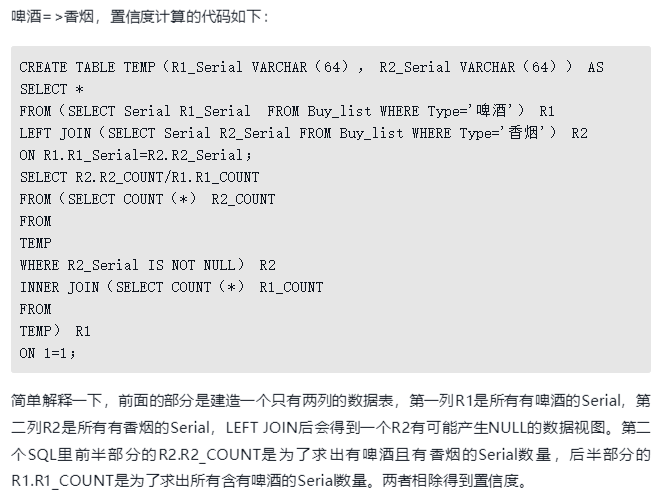 啤酒=>香烟，置信度计算的代码如下：
CREATE TABLE TEMP（R1_Serial VARCHAR（64）， R2_Serial VARCHAR（64）） AS
SELECT *
FROM（SELECT Serial R1_Serial  FROM Buy_list WHERE Type='啤酒'） R1
LEFT JOIN（SELECT Serial R2_Serial FROM Buy_list WHERE Type='香烟'） R2
ON R1.R1_Serial=R2.R2_Serial；
SELECT R2.R2_COUNT/R1.R1_COUNT
FROM（SELECT COUNT（*） R2_COUNT
FROM
TEMP
WHERE R2_Serial IS NOT NULL） R2
INNER JOIN（SELECT COUNT（*） R1_COUNT
FROM
TEMP） R1
ON 1=1；
简单解释一下，前面的部分是建造一个只有两列的数据表，第一列R1是所有有啤酒的Serial，第
二列R2是所有有香烟的Serial，LEFT JOIN后会得到一个R2有可能产生NULL的数据视图。第二
个SQL里前半部分的R2.R2_COUNT是为了求出有啤酒且有香烟的Serial数量，后半部分的
R1.R1_COUNT是为了求出所有含有啤酒的Serial数量。两者相除得到置信度。